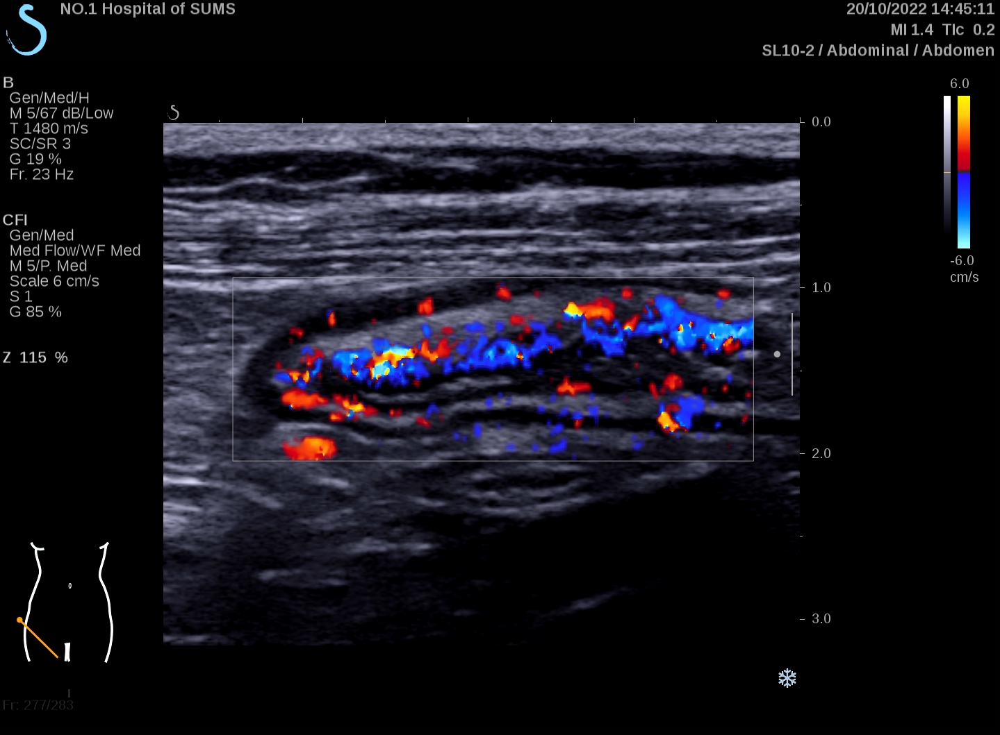 NO.1 Hospital of SUMS
20/10/2022 14:45:11
MI 1.4 TIc 0.2
SL10-2 / Abdominal / Abdomen
B
Gen/Med/H
M 5/67 dB/Low
T 1480 m/s
SC/SR 3
G 19 %
Fr. 23 Hz
CFI
Gen/Med
Med Flow/WF Med
M 5/P. Med
Scale 6 cm/s
S 1
G 85 %
Z 115 %
6.0
-6.0
cm/s
0.0
1.0
2.0
3.0
Fr: 277/283